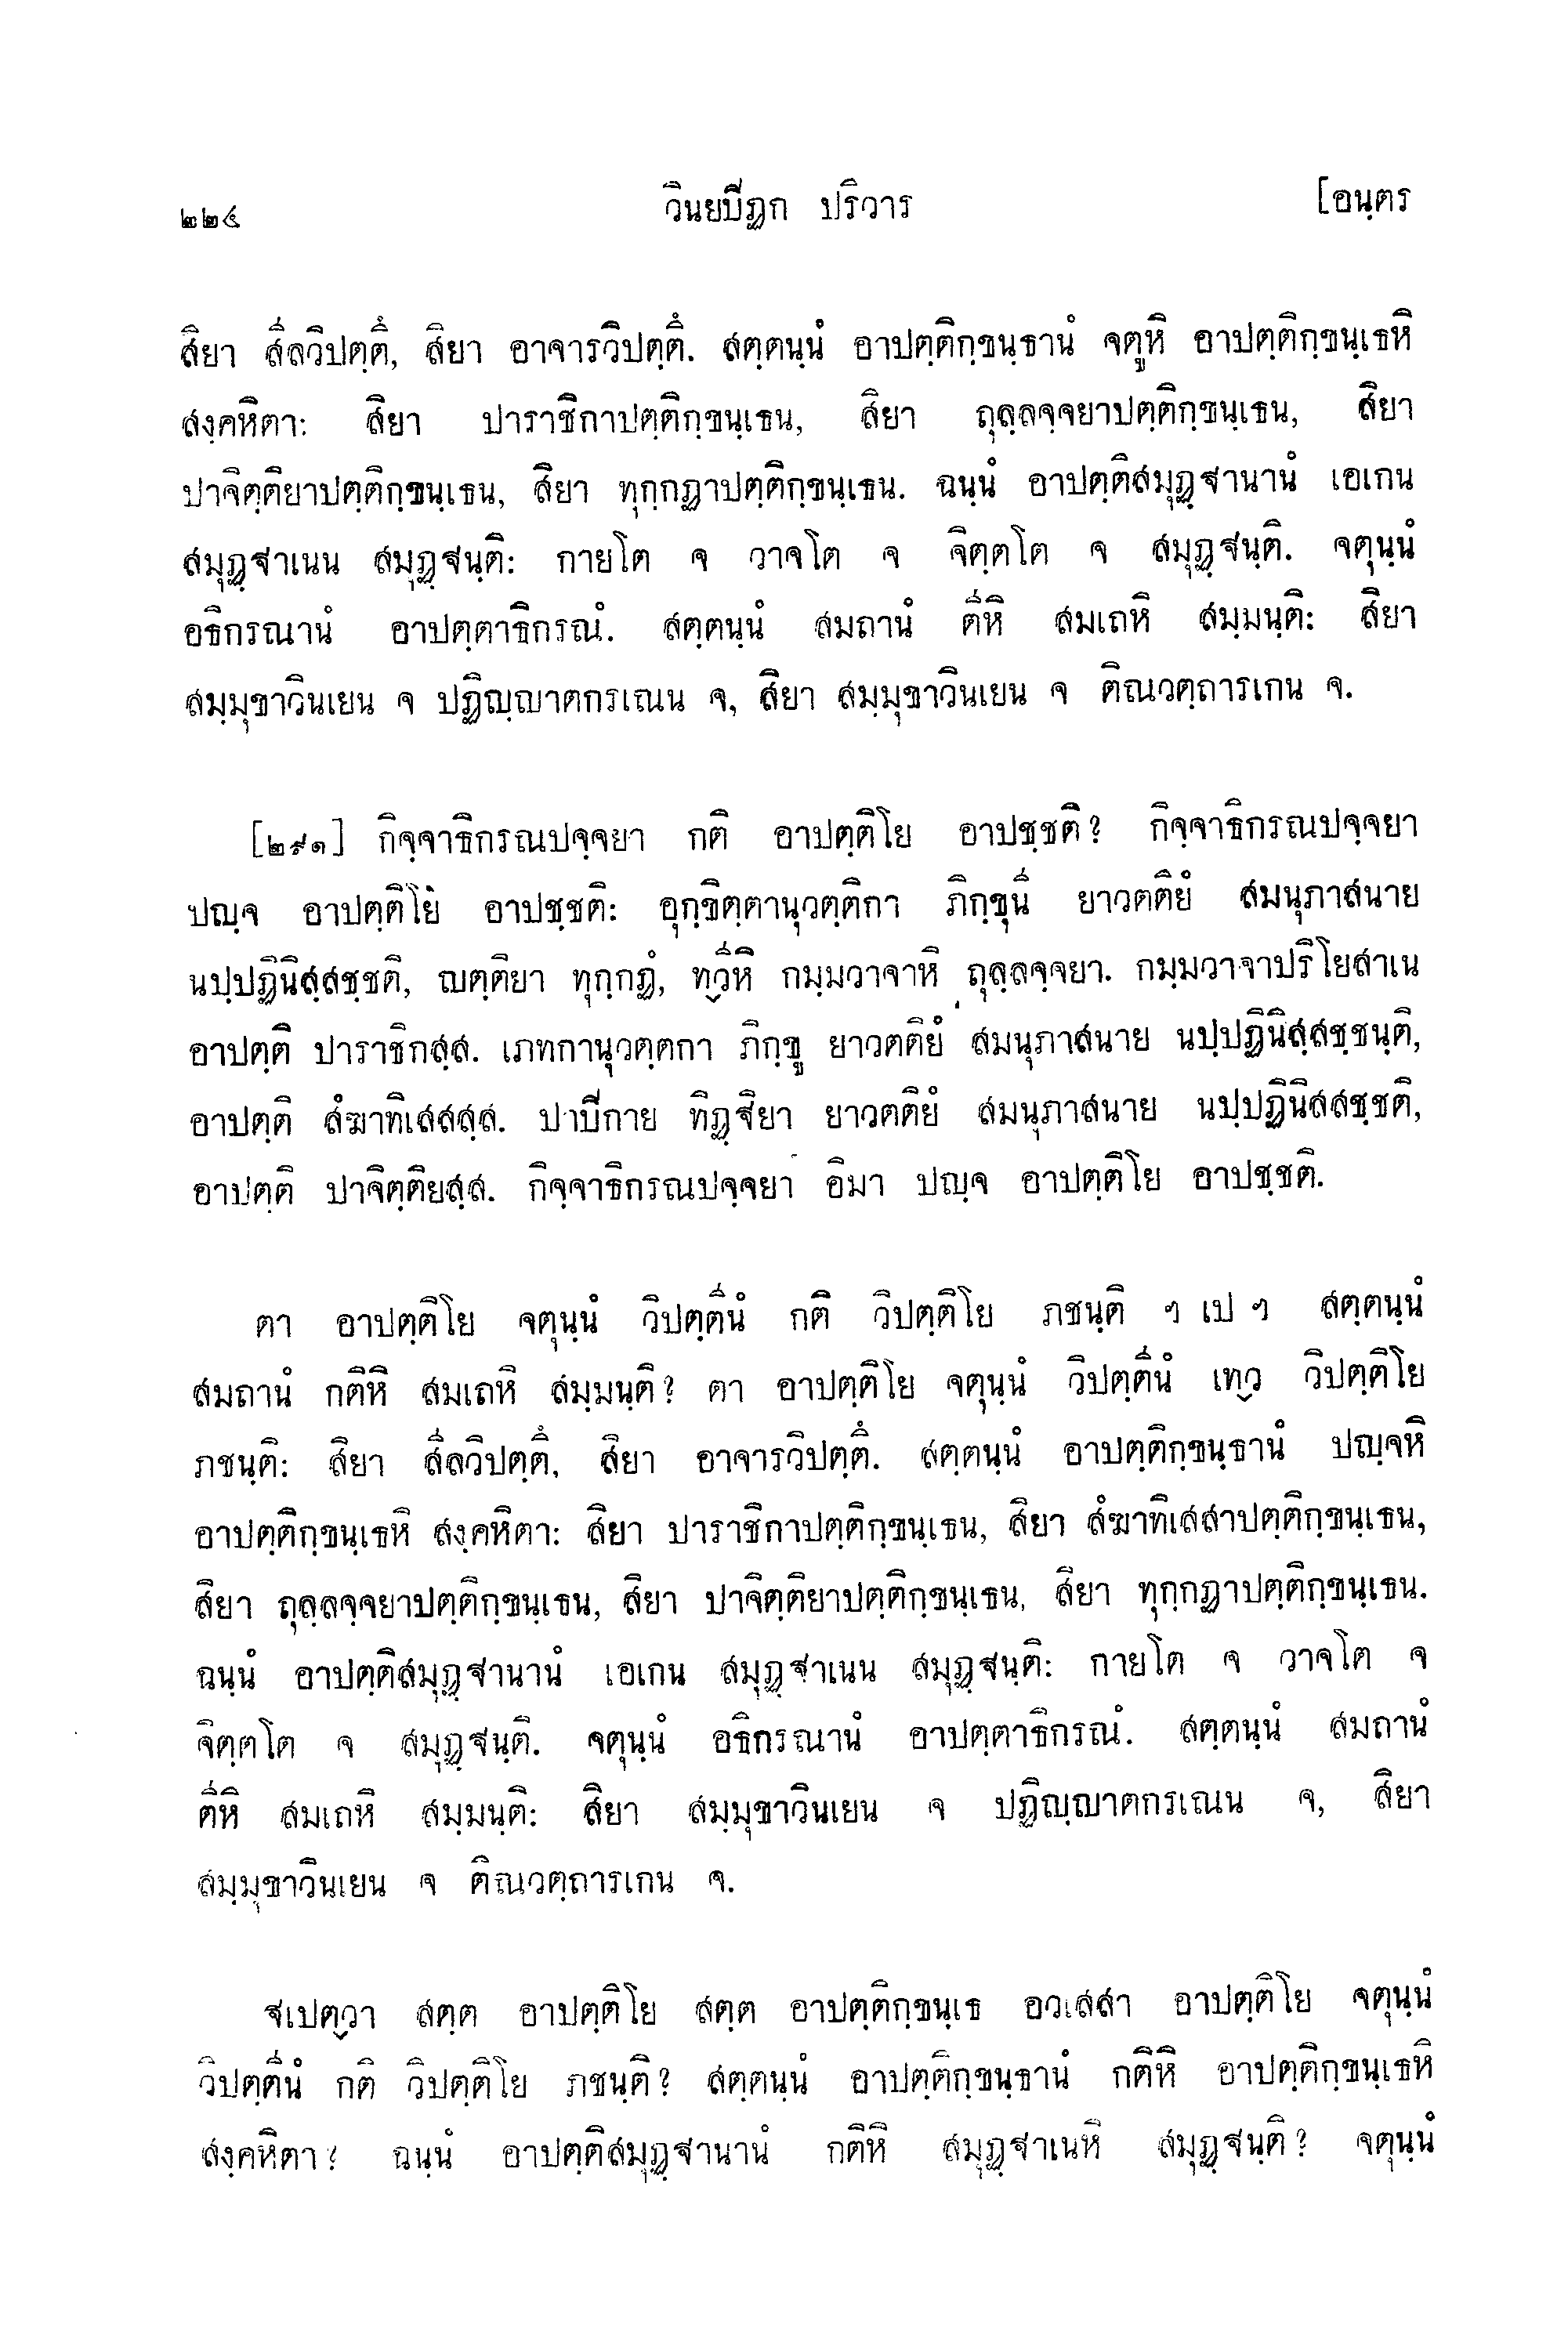 ๒๒๔ วินยปิฏก ปริวาร [อนฺตร
สิยา สีลวิปตฺตึ, สิยา อาจารวิปตฺตึ. สตฺตนฺนํ อาปตฺติกฺขนฺธานํ จตูหิ อาปตฺติกฺขนฺเธหิ
สงฺคหิตา: สิยา ปาราชิกาปตฺติกฺขนฺเธน, สิยา ถุลฺลจฺจยาปตฺติกฺขนฺเธน, สิยา
ปาจิตฺติยาปตฺติกฺขนฺเธน, สิยา ทุกฺกฏาปตฺติกฺขนฺเธน. ฉนฺนํ อาปตฺติสมุฏฺฐานานํ เอเกน
สมุฏฺฐาเนน สมุฏฺฐนฺติ: กายโต จ วาจโต จ จิตฺตโต จ สมุฏฺฐนฺติ. จตุนฺนํ
อธิกรณานํ อาปตฺตาธิกรณํ. สตฺตนฺนํ สมถานํ ตีหิ สมเถหิ สมฺมนฺติ: สิยา
สมฺมุขาวินเยน จ ปฏิญฺญาตกรเณน จ, สิยา สมฺมุขาวินเยน จ ติณวตฺถารเกน จ.
[๒๙๑] กิจฺจาธิกรณปจฺจยา กติ อาปตฺติโย อาปชฺชติ? กิจฺจาธิกรณปจฺจยา
ปญฺจ อาปตฺติโย อาปชฺชติ: อุกฺขิตฺตานุวตฺติกา ภิกฺขุนี ยาวตติยํ สมนุภาสนาย
นปฺปฏินิสฺสชฺชติ, ญตฺติยา ทุกฺกฏํ, ทฺวีหิ กมฺมวาจาหิ ถุลฺลจฺจยา. กมฺมวาจาปริโยสาเน
อาปตฺติ ปาราชิกสฺส. เภทกานุวตฺตกา ภิกฺขู ยาวตติยํ สมนุภาสนาย นปฺปฏินิสฺสชฺชนฺติ,
อาปตฺติ สํฆาทิเสสสฺส. ปาปิกาย ทิฏฺฐิยา ยาวตติยํ สมนุภาสนาย นปฺปฏินิสสชฺชติ,
อาปตฺติ ปาจิตฺติยสฺส. กิจฺจาธิกรณปจฺจยา อิมา ปญฺจ อาปตฺติโย อาปชฺชติ.
ตา อาปตฺติโย จตุนฺนํ วิปตฺตีนํ กติ วิปตฺติโย ภชนฺติ ฯ เป ฯ สตฺตนฺนํ
สมถานํ กติหิ สมเถหิ สมฺมนฺติ? ตา อาปตฺติโย จตุนฺนํ วิปตฺตีนํ เทฺว วิปตฺติโย
ภชนฺติ: สิยา สีลวิปตฺตึ, สิยา อาจารวิปตฺตึ. สตฺตนฺนํ อาปตฺติกฺขนฺธานํ ปญฺจหิ
อาปตฺติกฺขนฺเธหิ สงฺคหิตา: สิยา ปาราชิกาปตฺติกฺขนฺเธน, สิยา สํฆาทิเสสาปตฺติกฺขนฺเธน,
สิยา ถุลฺลจฺจยาปตฺติกฺขนฺเธน, สิยา ปาจิตฺติยาปตฺติกฺขนฺเธน, สิยา ทุกฺกฏาปตฺติกฺขนฺเธน.
ฉนฺนํ อาปตฺติสมุฏฺฐานานํ เอเกน สมุฏฺฐาเนน สมุฏฺฐนฺติ: กายโต จ วาจโต จ
จิตฺตโต จ สมุฏฺฐนฺติ. จตุนฺนํ อธิกรณานํ อาปตฺตาธิกรณํ. สตฺตนฺนํ สมถานํ
ตีหิ สมเถหิ สมฺมนฺติ: สิยา สมฺมุขาวินเยน จ ปฏิญฺญาตกรเณน จ, สิยา
สมฺมุขาวินเยน จ ติณวตฺถารเกน จ.
ฐเปตฺวา สตฺต อาปตฺติโย สตฺต อาปตฺติกฺขนฺเธ อวเสสา อาปตฺติโย จตุนฺนํ
วิปตฺตีนํ กติ วิปตฺติโย ภชนฺติ? สตฺตนฺนํ อาปตฺติกฺขนฺธานํ กติหิ อาปตฺติกฺขนฺเธหิ
สงฺคหิตา? ฉนฺนํ อาปตฺติสมุฏฺฐานานํ กติหิ สมุฏฺฐาเนหิ สมุฏฺฐนฺติ? จตุนฺนํ